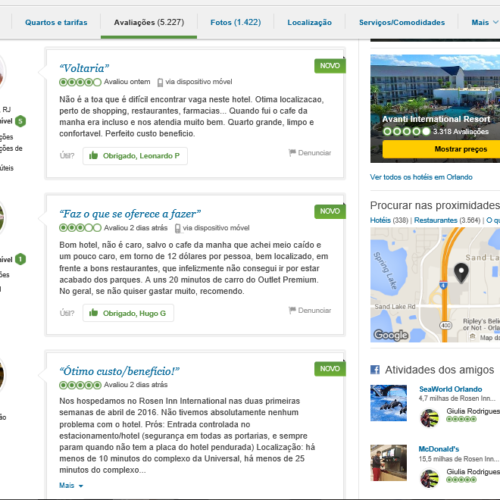 Quartos e tarifas
Avaliações (5.227)
Fotos (1.422)
Localização
Serviços/Comodidades
Mais
, RJ
ível 5
ções
ções de
úteis
"Voltaria"
NOVO
Avaliou ontem via dispositivo móvel
Não é a toa que é difícil encontrar vaga neste hotel. Otima localizacao,
perto de shopping, restaurantes, farmacias... Quando fui o cafe da
manha era incluso e nos atendia muito bem. Quarto grande, limpo e
confortavel. Perfeito custo beneficio.
Útil?
Obrigado, Leonardo P
Denunciar
ível 1
ões
"Faz o que se oferece a fazer"
NOVO
Avaliou 2 dias atrás via dispositivo móvel
Bom hotel, não é caro, salvo o cafe da manha que achei meio caído e
um pouco caro, em torno de 12 dólares por pessoa, bem localizado, em
frente a bons restaurantes, que infelizmente não consegui ir por estar
acabado dos parques. A uns 20 minutos de carro do Outlet Premium.
No geral, se não quiser gastar muito, recomendo.
Útil?
Obrigado, Hugo G
Denunciar
ão
"Ótimo custo/benefício!"
NOVO
Avaliou 2 dias atrás
Nos hospedamos no Rosen Inn International nas duas primeiras
semanas de abril de 2016. Não tivemos absolutamente nenhum
problema com o hotel. Prós: Entrada controlada no
estacionamento/hotel (segurança em todas as portarias, e sempre
param quando não tem a placa do hotel pendurada) Localização: há
menos de 10 minutos do complexo da Universal, há menos de 25
minutos do complexo...
Mais
Avanti International Resort
3.318 Avaliações
Mostrar preços
Ver todos os hotéis em Orlando
Procurar nas proximidades
Hotéis (338) | Restaurantes (3.564) | O qu
Spring Lake
Sand La
Sand Lake Rd
4
482
Ripley's Belie
or Not - Orla
Google
Map da
Atividades dos amigos
SeaWorld Orlando
4,7 milhas de Rosen Inn...
Giulia Rodrigues
McDonald's
15,5 milhas de Rosen Inn...
Giulia Rodrigues